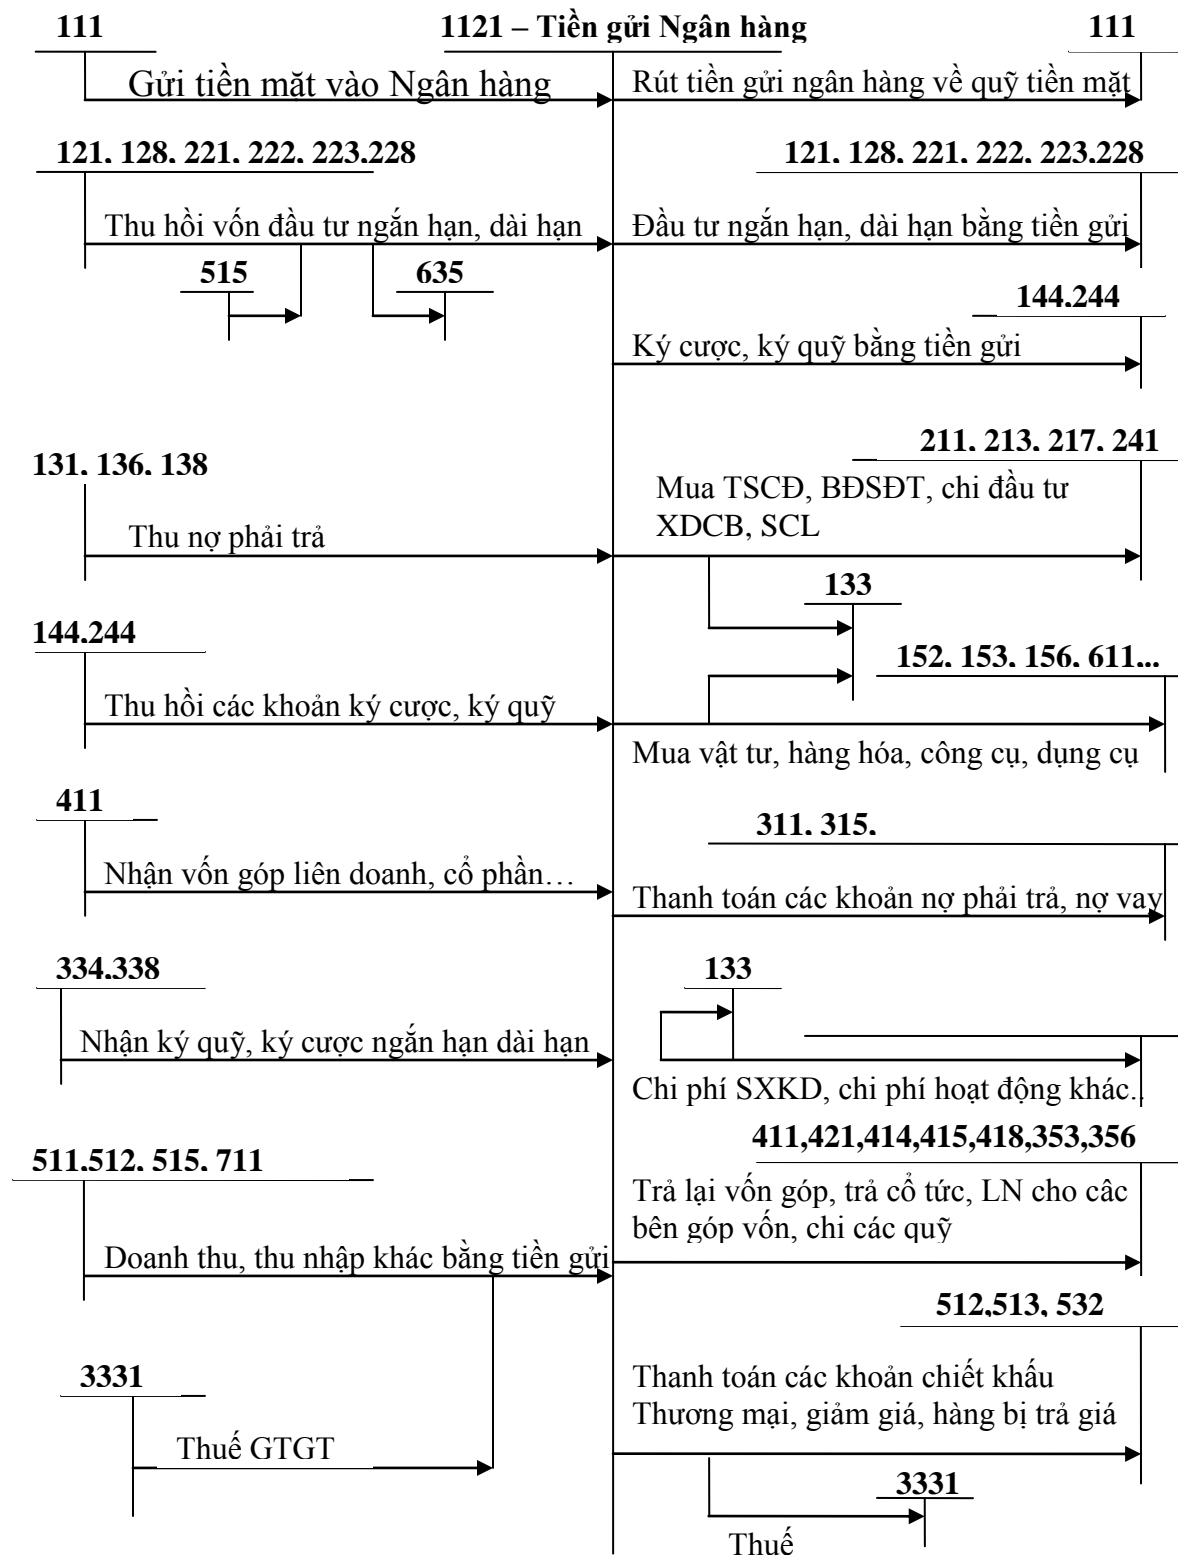 111
1121 – Tiền gửi Ngân hàng
111
Gửi tiền mặt vào Ngân hàng
Rút tiền gửi ngân hàng về quỹ tiền mặt
121, 128, 221, 222, 223,228
121, 128, 221, 222, 223,228
Thu hồi vốn đầu tư ngắn hạn, dài hạn
Đầu tư ngắn hạn, dài hạn bằng tiền gửi
515
635
144,244
Ký cược, ký quỹ bằng tiền gửi
131, 136, 138
211, 213, 217, 241
Mua TSCĐ, BĐSĐT, chi đầu tư
XDCB, SCL
Thu nợ phải trả
133
144,244
152, 153, 156, 611,..
Thu hồi các khoản ký cược, ký quỹ
Mua vật tư, hàng hóa, công cụ, dụng cụ
411
311, 315,
Nhận vốn góp liên doanh, cổ phần…
Thanh toán các khoản nợ phải trả, nợ vay
334,338
133
Nhận ký quỹ, ký cược ngắn hạn dài hạn
Chi phí SXKD, chi phí hoạt động khác..
411,421,414,415,418,353,356
511,512, 515, 711
Trả lại vốn góp, trả cổ tức, LN cho câc
bên góp vốn, chi các quỹ
Doanh thu, thu nhập khác bằng tiền gửi
512,513, 532
3331
Thanh toán các khoản chiết khấu
Thương mại, giảm giá, hàng bị trả giá
Thuế GTGT
3331
Thuế